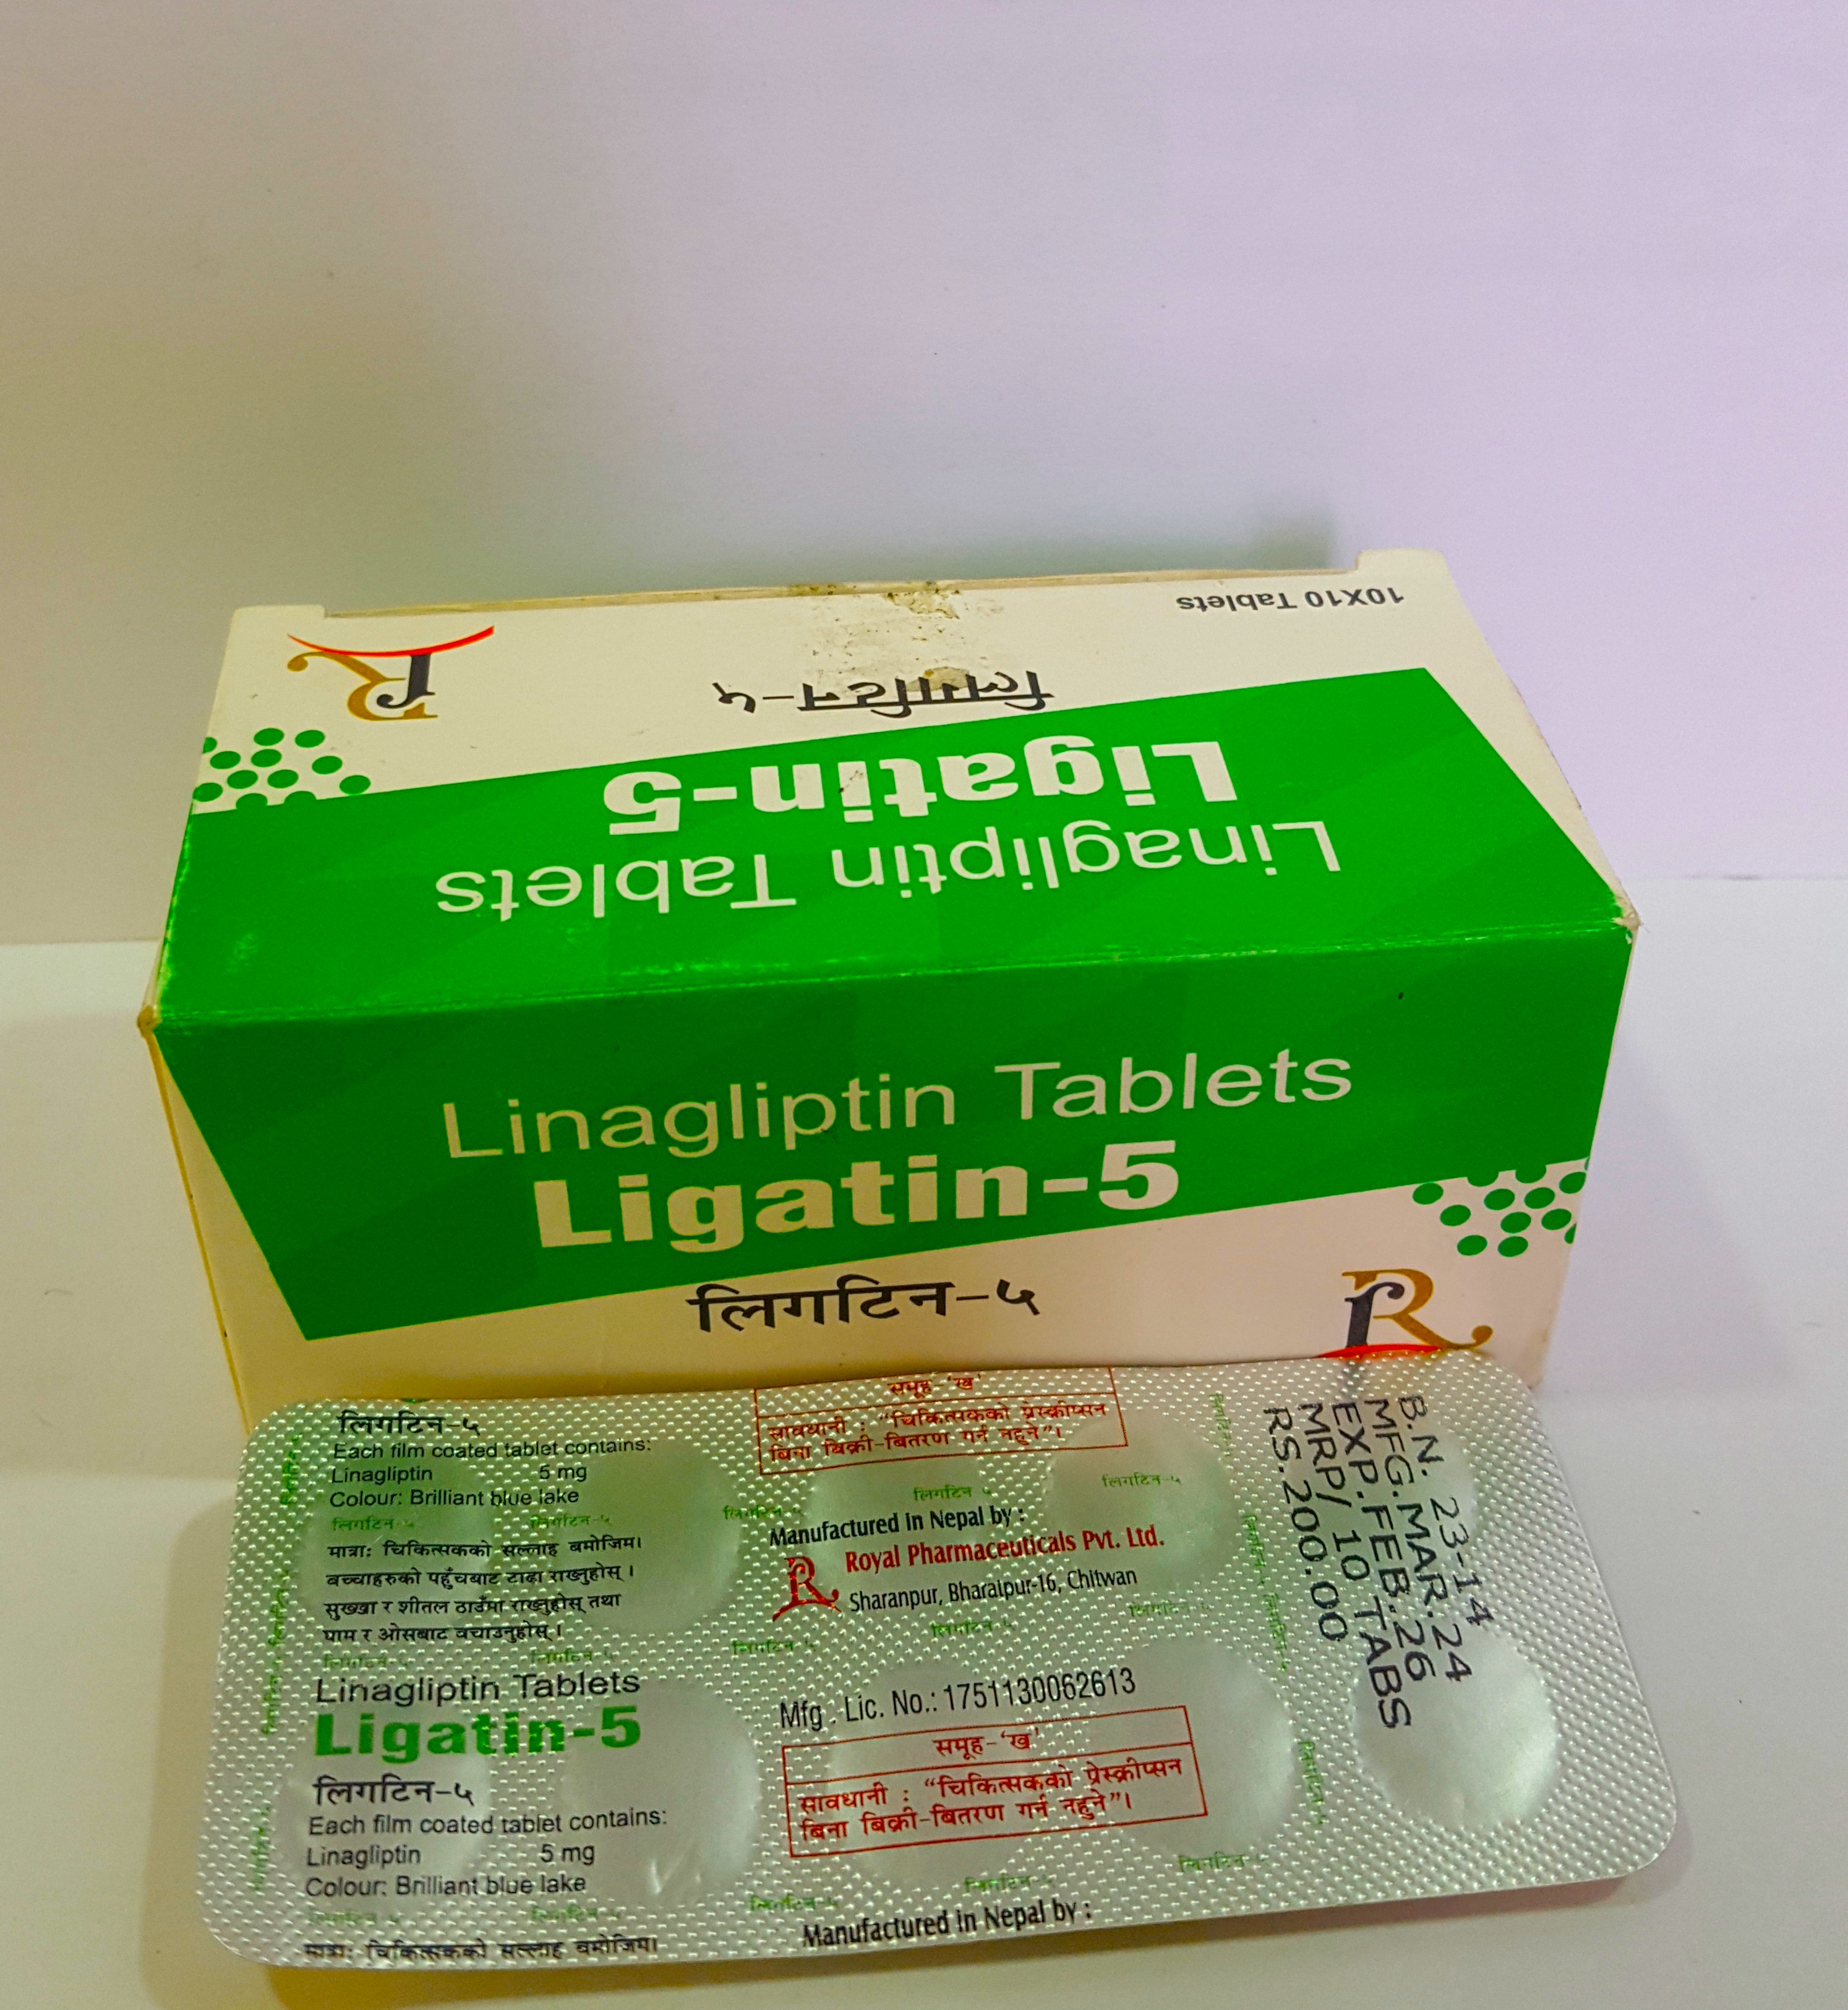 10X10 Tablets
लिगटिन-५
Ligatin-5
Linagliptin Tablets
Linagliptin Tablets
Ligatin-5
लिगटिन-५
लिगटिन-५
Each film coated tablet contains:
Linagliptin 5 mg
Colour: Brilliant blue lake
मात्रा: चिकित्सकको सल्लाह बमोजिम।
बच्चाहरुको पहुँचबाट टाढा राख्नुहोस् ।
सुख्खा र शीतल ठाउँमा राख्नुहोस् तथा
घाम र ओसबाट बचाउनुहोस् ।
Linagliptin Tablets
Ligatin-5
लिगटिन-५
Each film coated tablet contains:
Linagliptin 5 mg
Colour: Brilliant blue lake
मात्रा: चिकित्सकको सल्लाह बमोजिम।
समूह-'ख'
सावधानी : "चिकित्सकको प्रेस्क्रीप्सन
बिना बिक्री-बितरण गर्न नहुने"।
Manufactured in Nepal by :
Royal Pharmaceuticals Pvt. Ltd.
Sharanpur, Bharatpur-16, Chitwan
Mfg . Lic. No.: 1751130062613
समूह-'ख'
सावधानी : "चिकित्सकको प्रेस्क्रीप्सन
बिना बिक्री-बितरण गर्न नहुने"।
Manufactured in Nepal by :
B.N. 23-14
MFG.MAR.24
EXP.FEB.26
MRP/ 10 TABS
RS.200.00